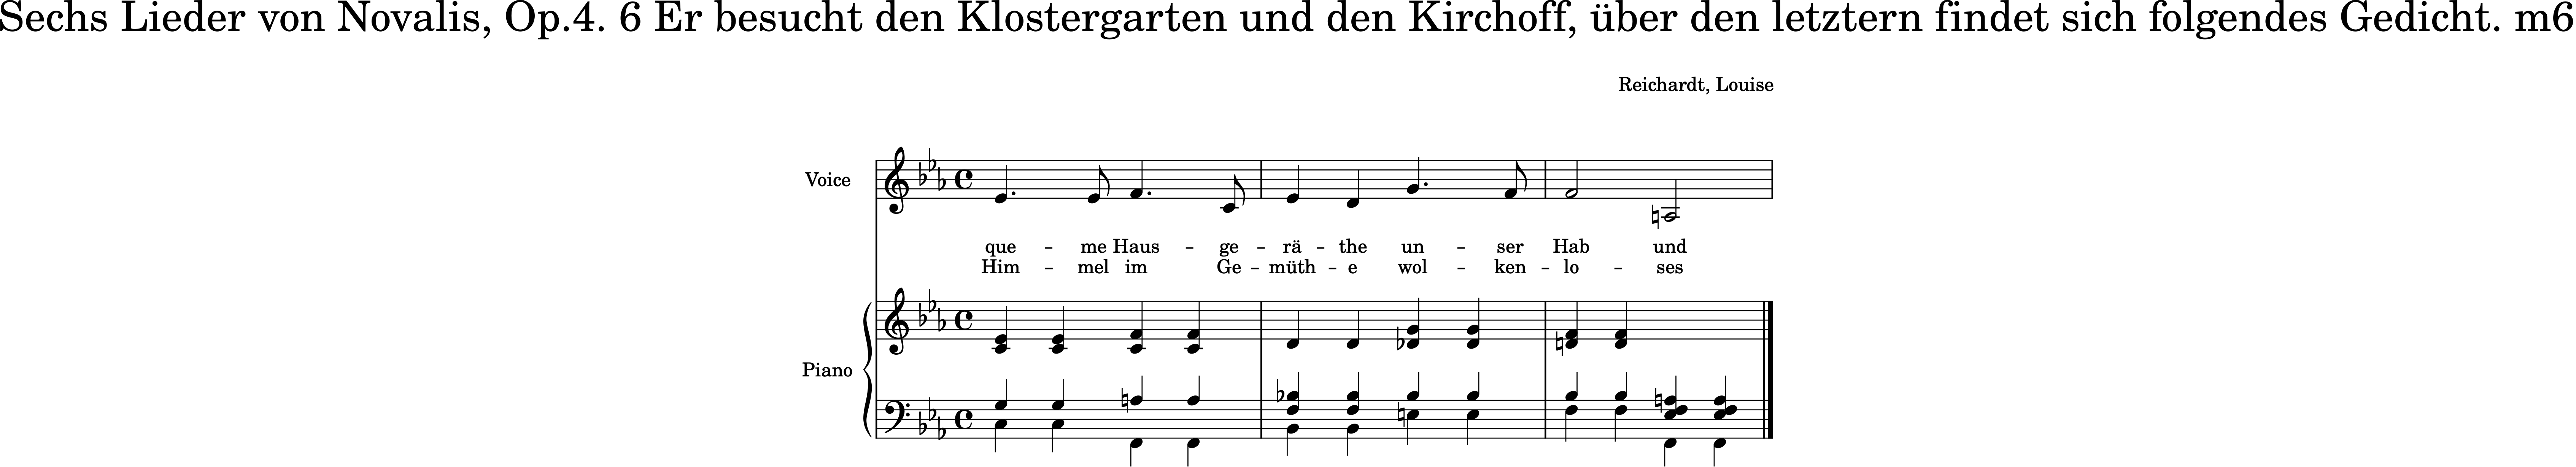 Sechs Lieder von Novalis, Op.4. 6 Er besucht den Klostergarten und den Kirchoff, über den letztern findet sich folgendes Gedicht. m6
Reichardt, Louise
Voice
que – me Haus – ge – rä – the un – ser Hab und
Him – mel im Ge – müth – e wol – ken – lo – ses
Piano